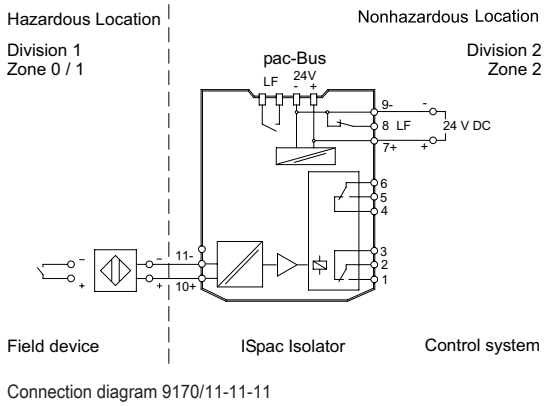 Hazardous Location
Nonhazardous Location
Division 1
Zone 0 / 1
Division 2
Zone 2
pac-Bus
LF
24V
- +
9-
-
8 LF
24 V DC
7+
+
6
5
4
3
2
1
11-
10+
– –
+ +
Field device
ISpac Isolator
Control system
Connection diagram 9170/11-11-11